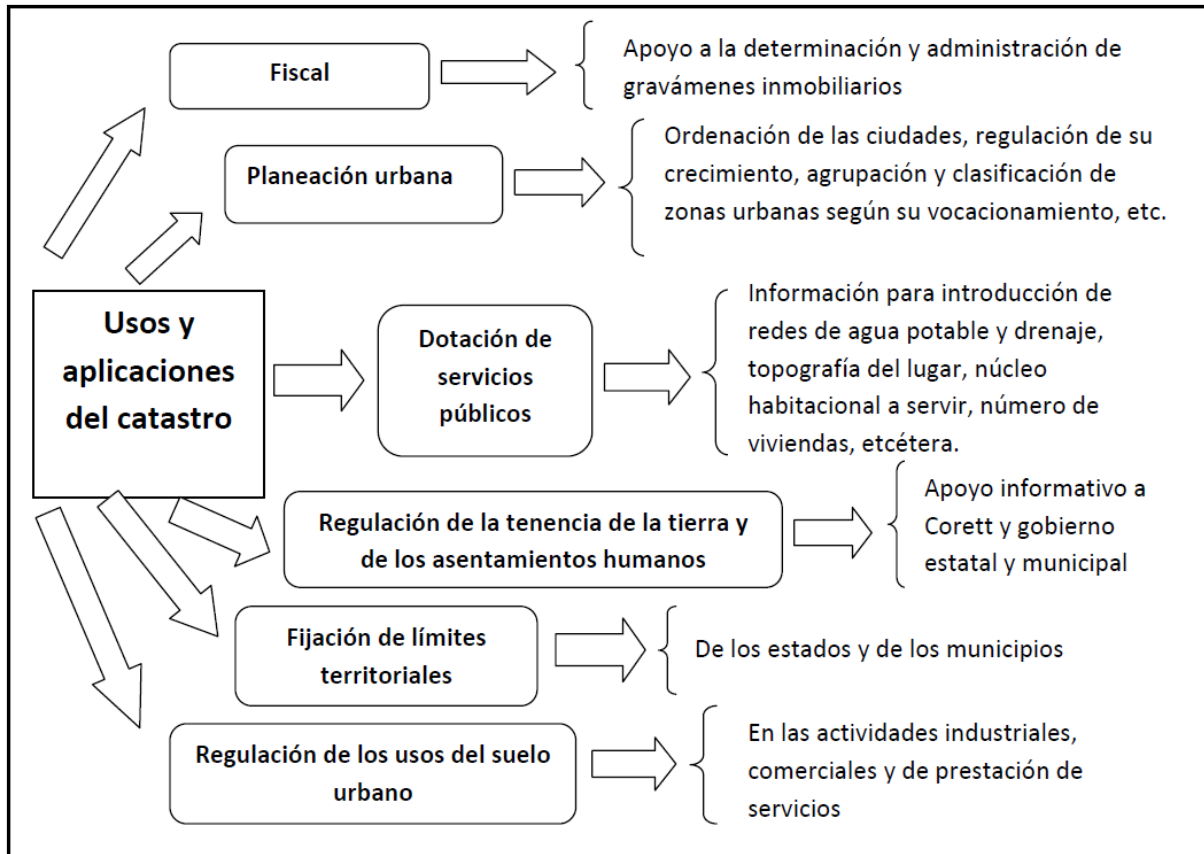 Fiscal
Apoyo a la determinación y administración de
gravámenes inmobiliarios
Planeación urbana
Ordenación de las ciudades, regulación de su
crecimiento, agrupación y clasificación de
zonas urbanas según su vocacionamiento, etc.
Usos y
aplicaciones
del catastro
Dotación de
servicios
públicos
Información para introducción de
redes de agua potable y drenaje,
topografía del lugar, núcleo
habitacional a servir, número de
viviendas, etcétera.
Regulación de la tenencia de la tierra y
de los asentamientos humanos
Apoyo informativo a
Corett y gobierno
estatal y municipal
Fijación de límites
territoriales
De los estados y de los municipios
Regulación de los usos del suelo
urbano
En las actividades industriales,
comerciales y de prestación de
servicios